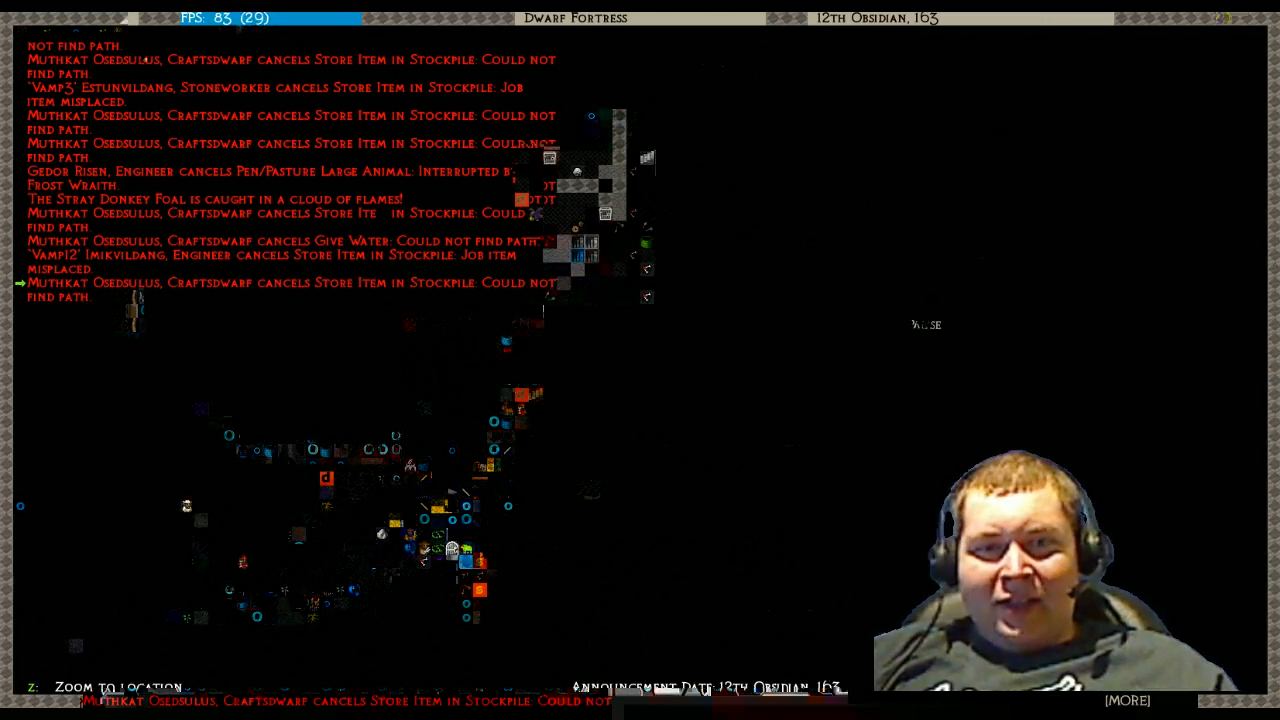 FPS: 83 (29)
Dwarf Fortress
12th Obsidian, 163
not find path.
Muthkat Osedsulus, Craftsdwarf cancels Store Item in Stockpile: Could not
find path.
'Vamp3' Estunvildang, Stoneworker cancels Store Item in Stockpile: Job
item misplaced.
Muthkat Osedsulus, Craftsdwarf cancels Store Item in Stockpile: Could not
find path.
Muthkat Osedsulus, Craftsdwarf cancels Store Item in Stockpile: Could not
find path.
Gedor Risen, Engineer cancels Pen/Pasture Large Animal: Interrupted
Frost Wraith.
The Stray Donkey Foal is caught in a cloud of flames!
Muthkat Osedsulus, Craftsdwarf cancels Store Ite in Stockpile: Could
find path.
Muthkat Osedsulus, Craftsdwarf cancels Give Water: Could not find path
'Vamp12' Imikvildang, Engineer cancels Store Item in Stockpile: Job item
misplaced.
Muthkat Osedsulus, Craftsdwarf cancels Store Item in Stockpile: Could not
find path.
z: Zoom to location
Announcement Date: 12th Obsidian, 163
Muthkat Osedsulus, Craftsdwarf cancels Store Item in Stockpile: Could not
[MORE]